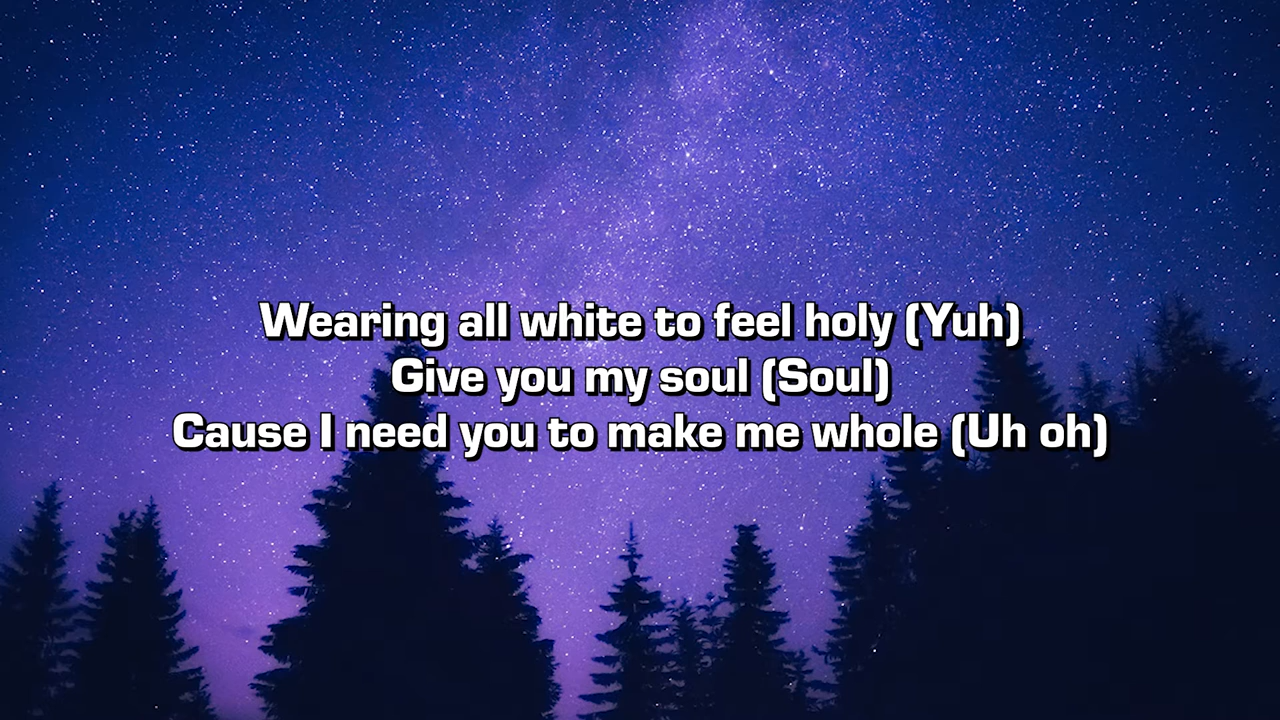 Wearing all white to feel holy (Yuh)
Give you my soul (Soul)
Cause I need you to make me whole (Uh oh)